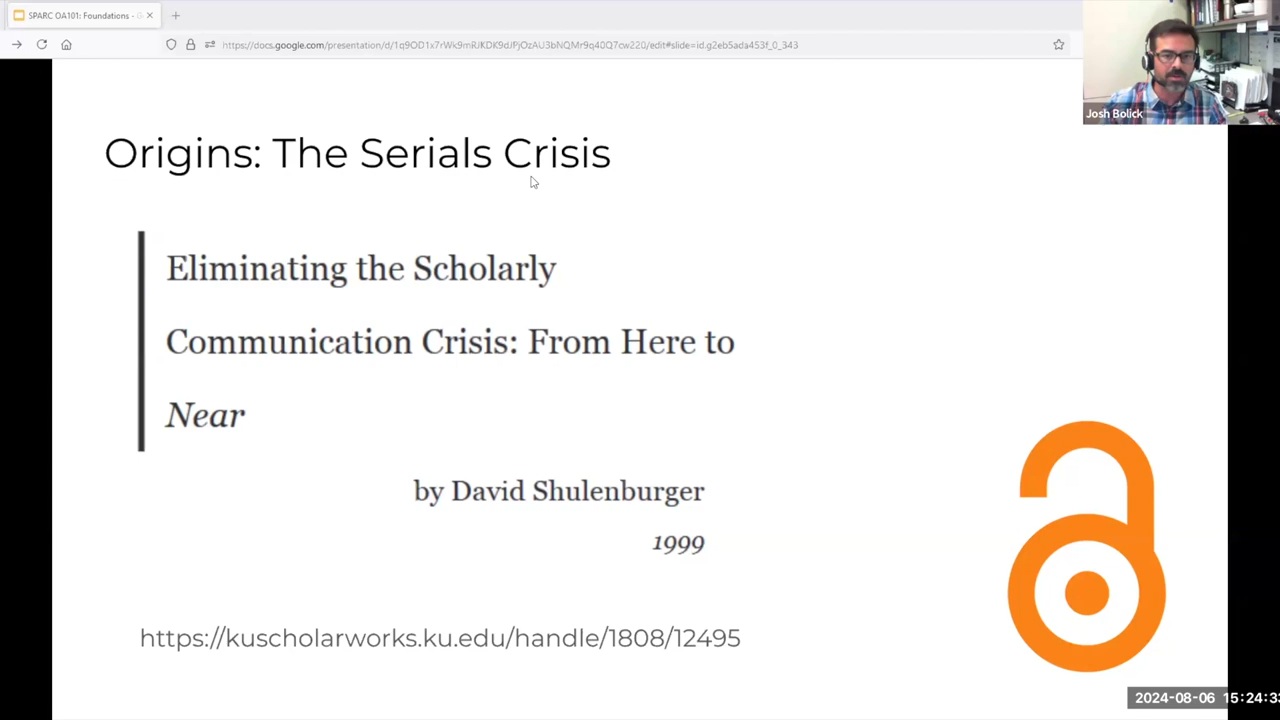 SPARC OA101: Foundations - G
https://docs.google.com/presentation/d/1q9OD1x7rWk9mRJKDK9dJPjOzAU3bNQMr9q40Q7cw220/edit#slide=id.g2eb5ada453f_0_343
Josh Bolick
Origins: The Serials Crisis
Eliminating the Scholarly
Communication Crisis: From Here to
Near
by David Shulenburger
1999
https://kuscholarworks.ku.edu/handle/1808/12495
2024-08-06 15:24:3